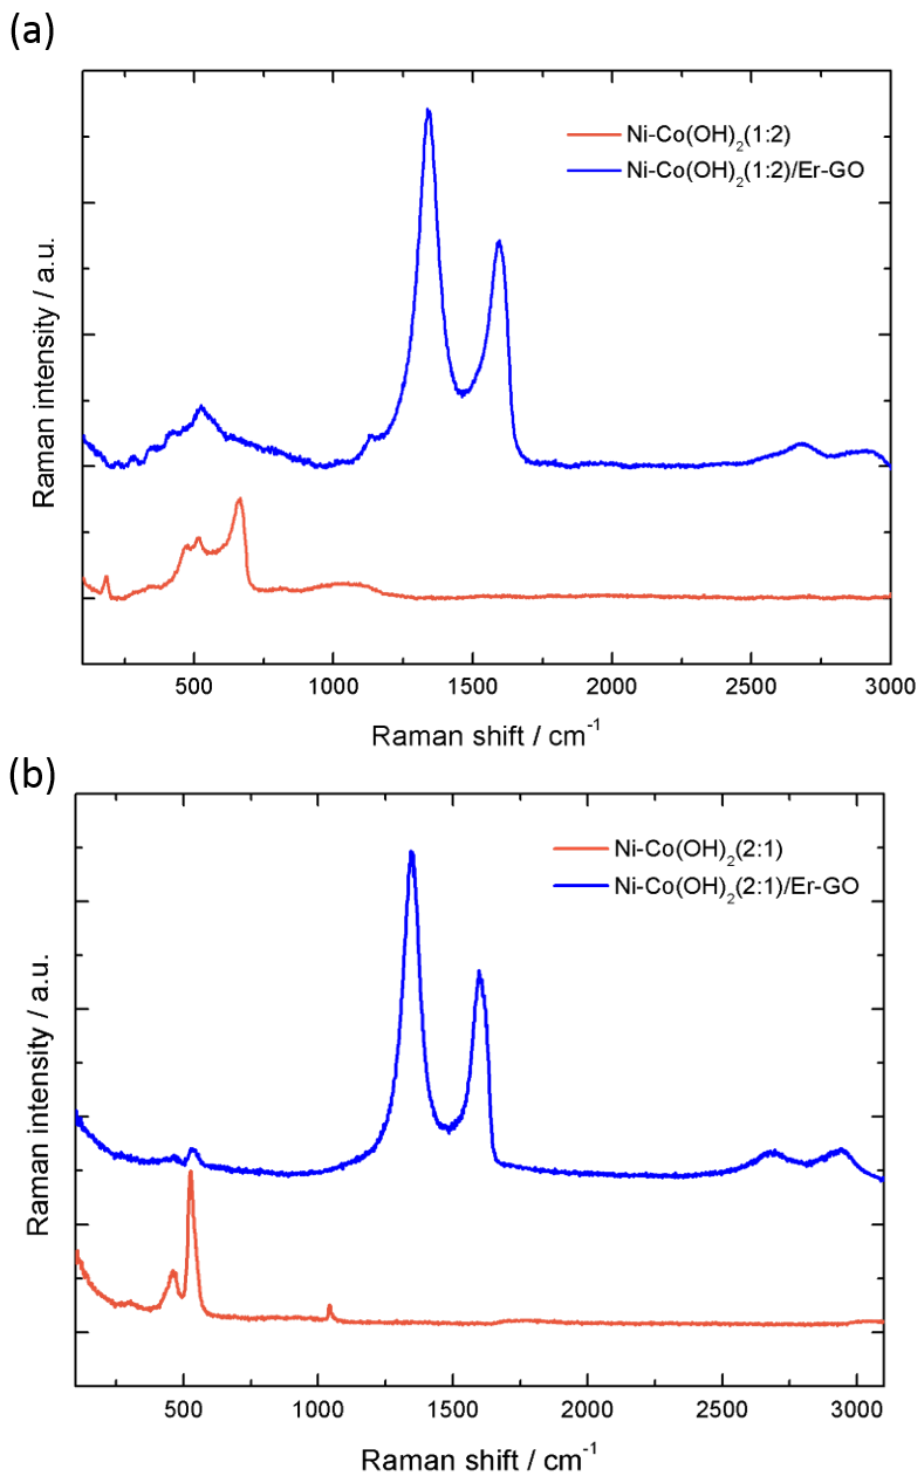 (a)
Ni-Co(OH)₂(1:2)
Ni-Co(OH)₂(1:2)/Er-GO
Raman intensity / a.u.
500 1000 1500 2000 2500 3000
Raman shift / cm⁻¹
(b)
Ni-Co(OH)₂(2:1)
Ni-Co(OH)₂(2:1)/Er-GO
Raman intensity / a.u.
500 1000 1500 2000 2500 3000
Raman shift / cm⁻¹